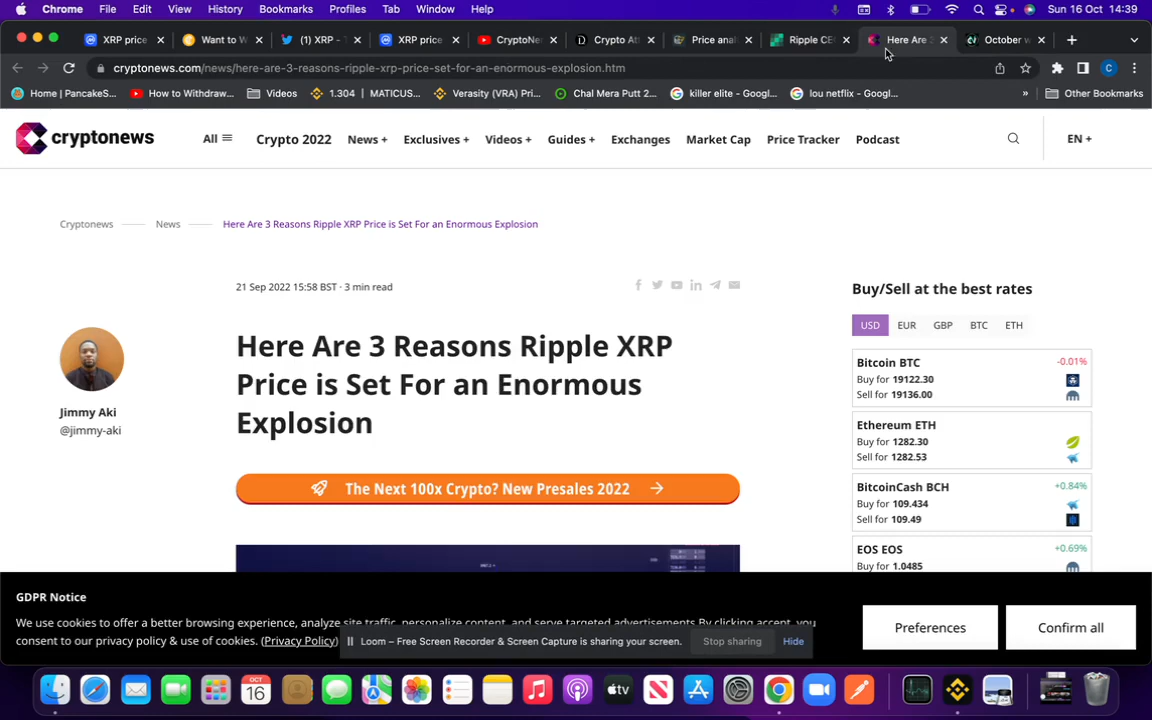 Chrome File Edit View History Bookmarks Profiles Tab Window Help Sun 16 Oct 14:39
XRP price Want to W (1) XRP - T XRP price CryptoNe Crypto At Price anal Ripple CE Here Are 3 October w
cryptonews.com/news/here-are-3-reasons-ripple-xrp-price-set-for-an-enormous-explosion.htm
Home | PancakeS... How to Withdraw... Videos 1.304 | MATICUS... Verasity (VRA) Pri... Chal Mera Putt 2... killer elite - Googl... lou netflix - Googl... » Other Bookmarks
cryptonews All Crypto 2022 News + Exclusives + Videos + Guides + Exchanges Market Cap Price Tracker Podcast EN +
Cryptonews News Here Are 3 Reasons Ripple XRP Price is Set For an Enormous Explosion
21 Sep 2022 15:58 BST · 3 min read
Jimmy Aki
@jimmy-aki
Here Are 3 Reasons Ripple XRP
Price is Set For an Enormous
Explosion
The Next 100x Crypto? New Presales 2022
Buy/Sell at the best rates
USD EUR GBP BTC ETH
Bitcoin BTC -0.01%
Buy for 19122.30
Sell for 19136.00
Ethereum ETH
Buy for 1282.30
Sell for 1282.53
BitcoinCash BCH +0.84%
Buy for 109.434
Sell for 109.49
EOS EOS +0.69%
Buy for 1.0485
GDPR Notice
We use cookies to offer a better browsing experience, analyze site traffic, personalize content, and serve targeted advertisements. By clicking accept, you
consent to our privacy policy & use of cookies. (Privacy Policy)
Loom – Free Screen Recorder & Screen Capture is sharing your screen. Stop sharing Hide
Preferences Confirm all
OCT
16
tv